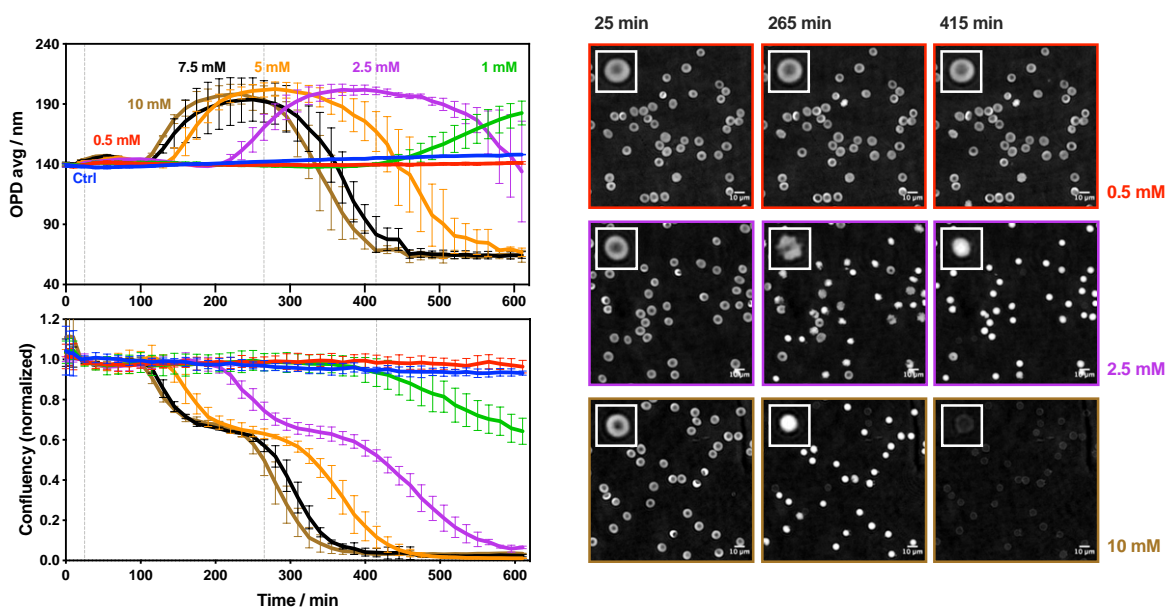 25 min 265 min 415 min
240
190
140
90
40
OPD avg / nm
7.5 mM
5 mM
2.5 mM
1 mM
10 mM
0.5 mM
Ctrl
0 100 200 300 400 500 600
1.2
1.0
0.8
0.6
0.4
0.2
0.0
Confluency (normalized)
0 100 200 300 400 500 600
Time / min
10 µm 10 µm 10 µm
0.5 mM
10 µm 10 µm 10 µm
2.5 mM
10 µm 10 µm 10 µm
10 mM